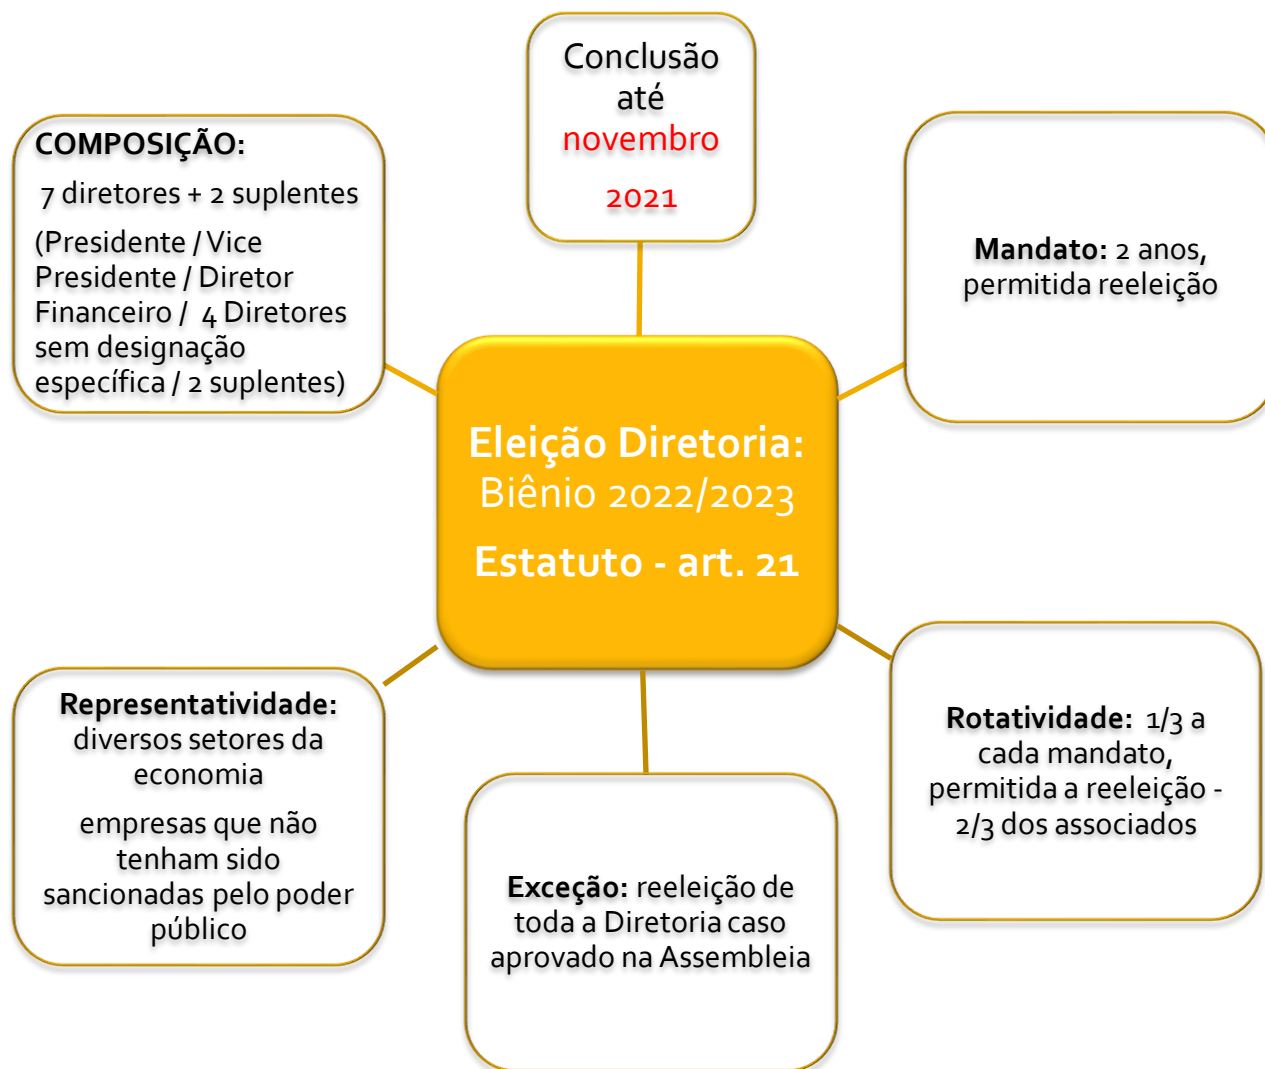 Conclusão
até
novembro
2021
COMPOSIÇÃO:
7 diretores + 2 suplentes
(Presidente / Vice
Presidente / Diretor
Financeiro / 4 Diretores
sem designação
específica / 2 suplentes)
Mandato: 2 anos,
permitida reeleição
Eleição Diretoria:
Biênio 2022/2023
Estatuto - art. 21
Representatividade:
diversos setores da
economia
empresas que não
tenham sido
sancionadas pelo poder
público
Exceção: reeleição de
toda a Diretoria caso
aprovado na Assembleia
Rotatividade: 1/3 a
cada mandato,
permitida a reeleição -
2/3 dos associados